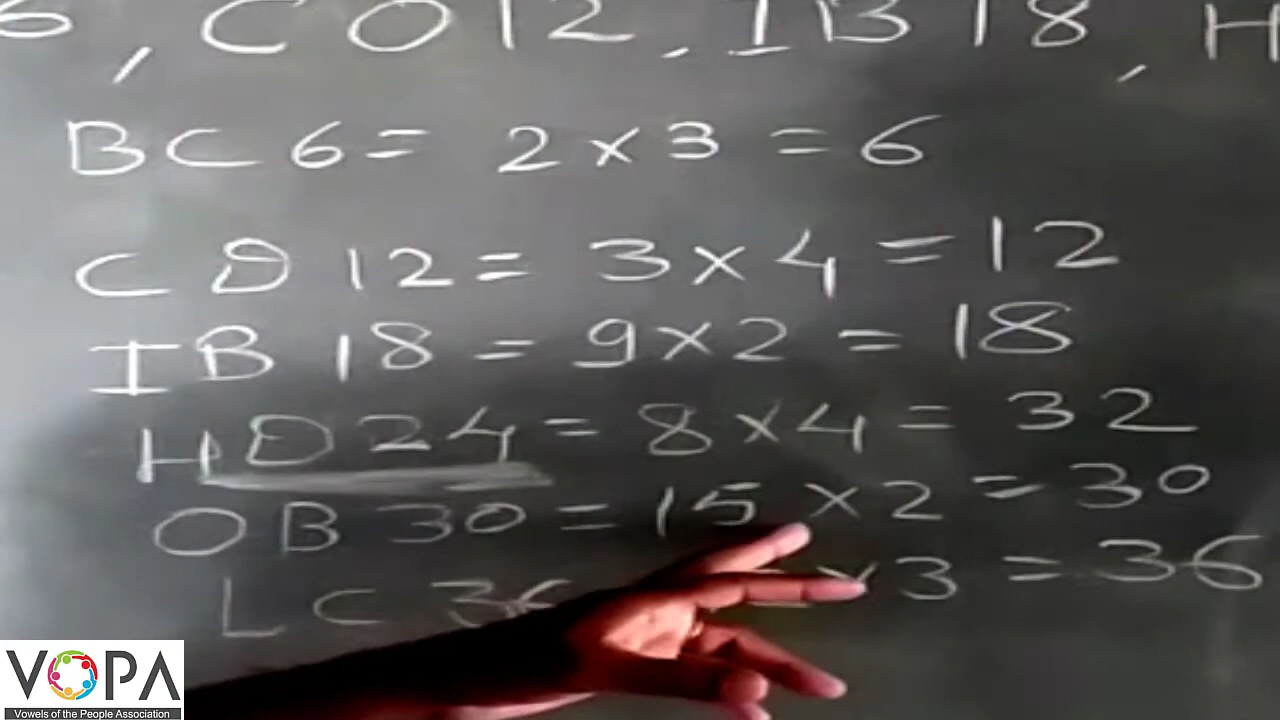 6, CO12, IB18, H
BC6 = 2×3 = 6
CD12 = 3×4 = 12
IB18 = 9×2 = 18
HD24 = 8×4 = 32
OB30 = 15×2 = 30
LC36 ×3 = 36
VOPA
Vowels of the People Association